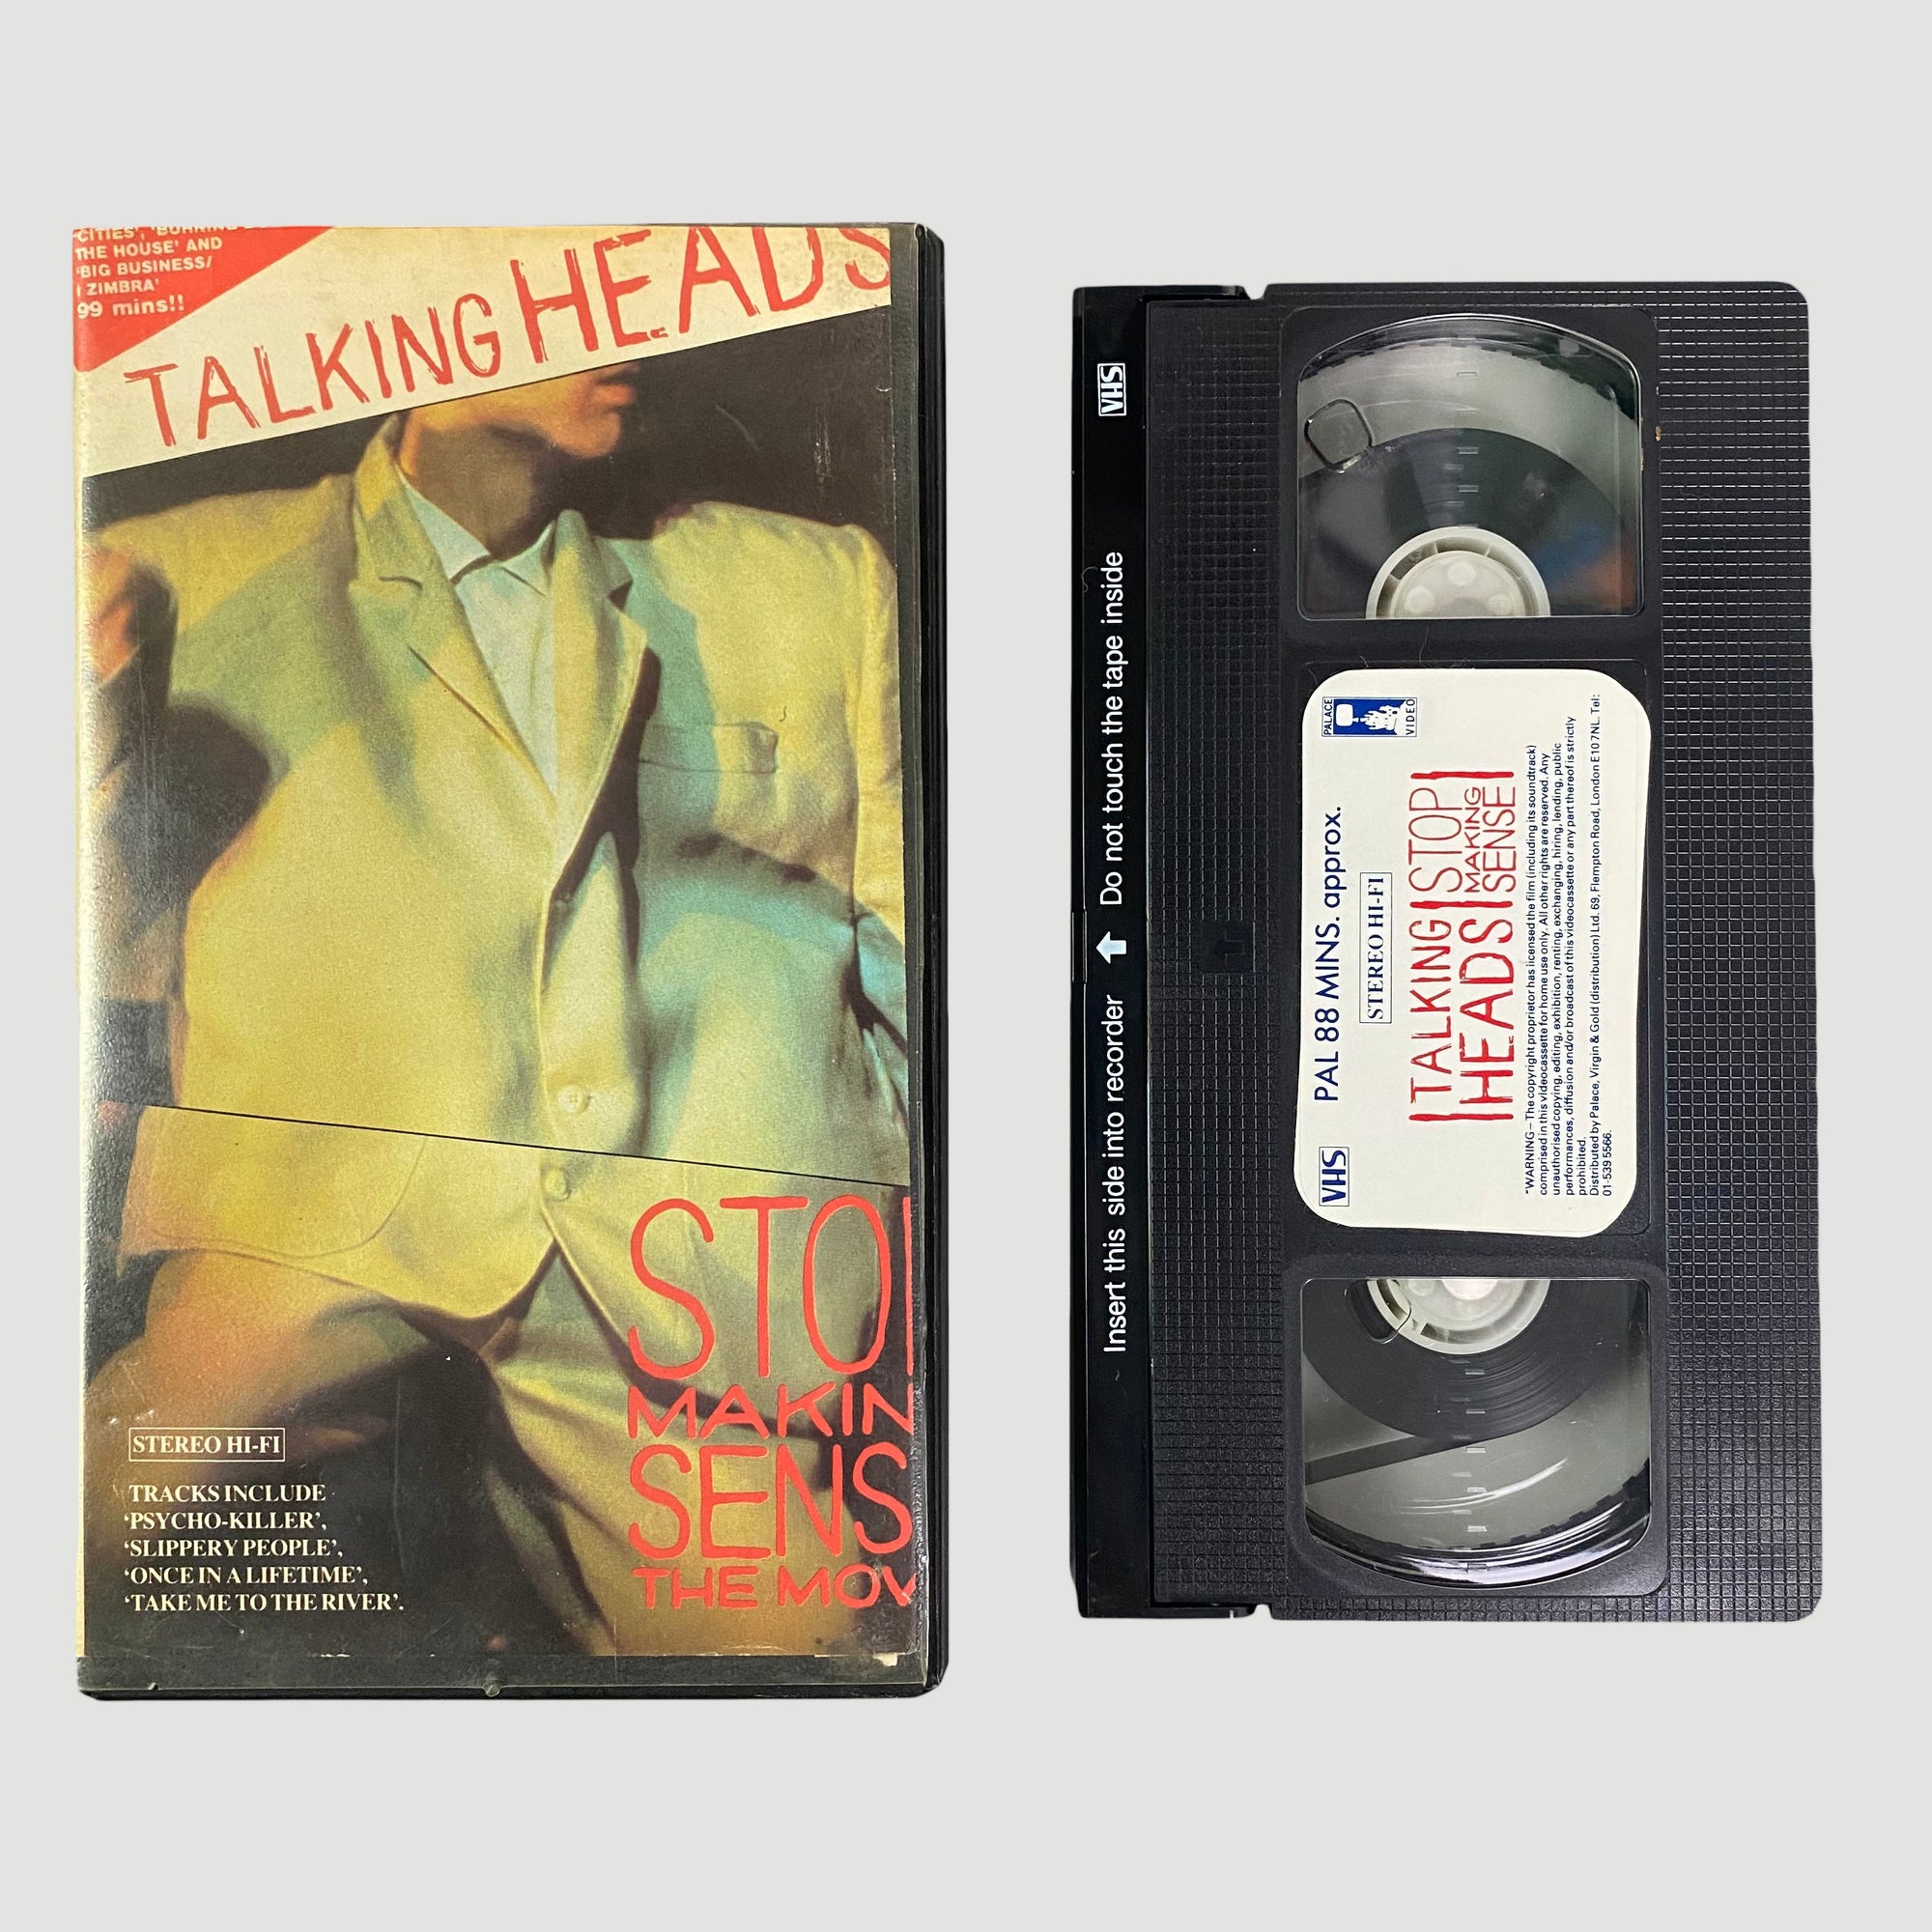 CITIES', 'BURNING
THE HOUSE' AND
'BIG BUSINESS/
I ZIMBRA'
99 mins!!
TALKING HEADS
STOP
MAKIN
SENS
THE MOV
STEREO HI-FI
TRACKS INCLUDE
‘PSYCHO-KILLER’,
‘SLIPPERY PEOPLE’,
‘ONCE IN A LIFETIME’,
‘TAKE ME TO THE RIVER’.
VHS
Insert this side into recorder
Do not touch the tape inside
VHS
PAL 88 MINS. approx.
PALACE
VIDEO
STEREO HI-FI
TALKING STOP
HEADS MAKING
SENSE
"WARNING – The copyright proprietor has licensed the film (including its soundtrack)
comprised in this videocassette for home use only. All other rights are reserved. Any
unauthorised copying, editing, exhibition, renting, exchanging, hiring, lending, public
performances, diffusion and/or broadcast of this videocassette or any part thereof is strictly
prohibited.
Distributed by Palace, Virgin & Gold (distribution) Ltd. 69, Flempton Road, London E10 7NL. Tel:
01-539 5566.